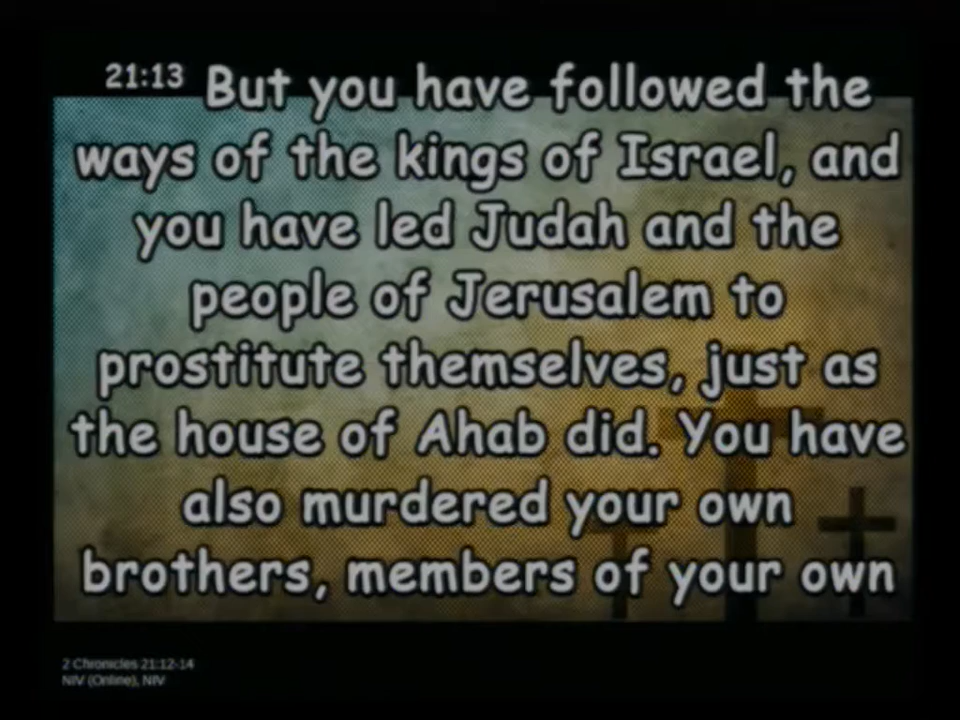 21:13 But you have followed the
ways of the kings of Israel, and
you have led Judah and the
people of Jerusalem to
prostitute themselves, just as
the house of Ahab did. You have
also murdered your own
brothers, members of your own
2 Chronicles 21:12-14
NIV (Online), NIV